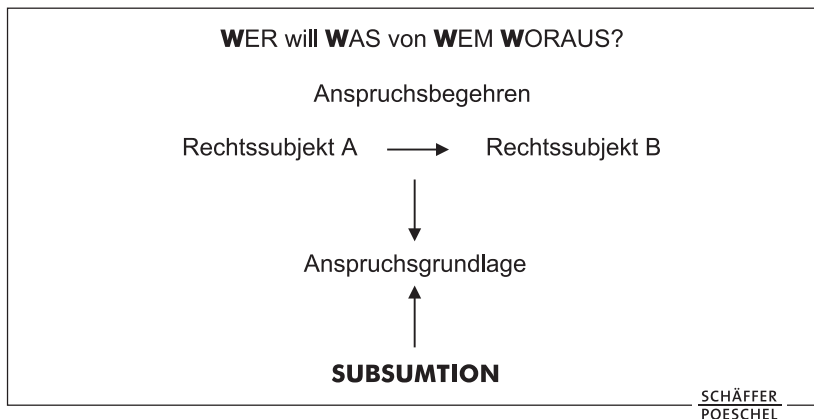 WER will WAS von WEM WORAUS?
Anspruchsbegehren
Rechtssubjekt A Rechtssubjekt B
Anspruchsgrundlage
SUBSUMTION
SCHÄFFER
POESCHEL